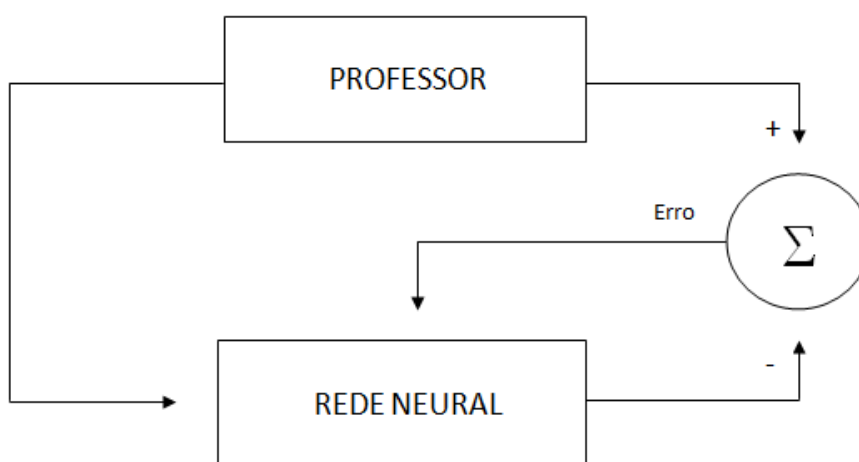 PROFESSOR
+
Erro
Σ
-
REDE NEURAL